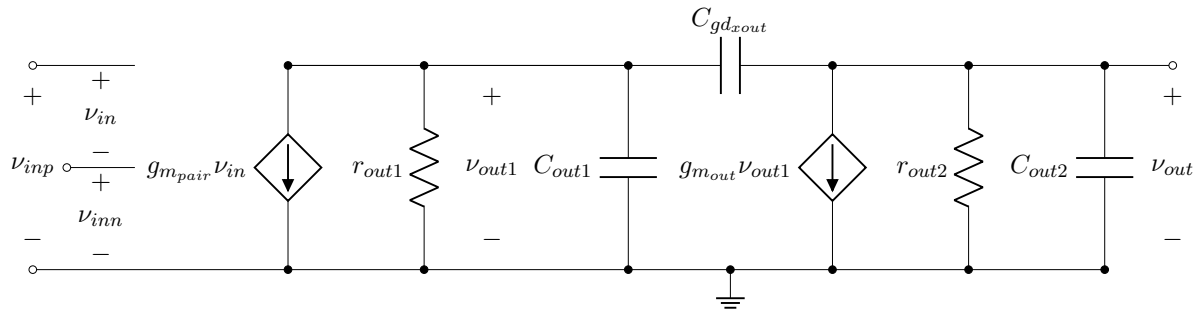 C_{gd_{xout}}
+
+
ν_{in}
−
ν_{inp}
+
ν_{inn}
−
−
g_{m_{pair}}ν_{in}
r_{out1}
+
ν_{out1}
−
C_{out1}
g_{m_{out}}ν_{out1}
r_{out2}
C_{out2}
+
ν_{out}
−